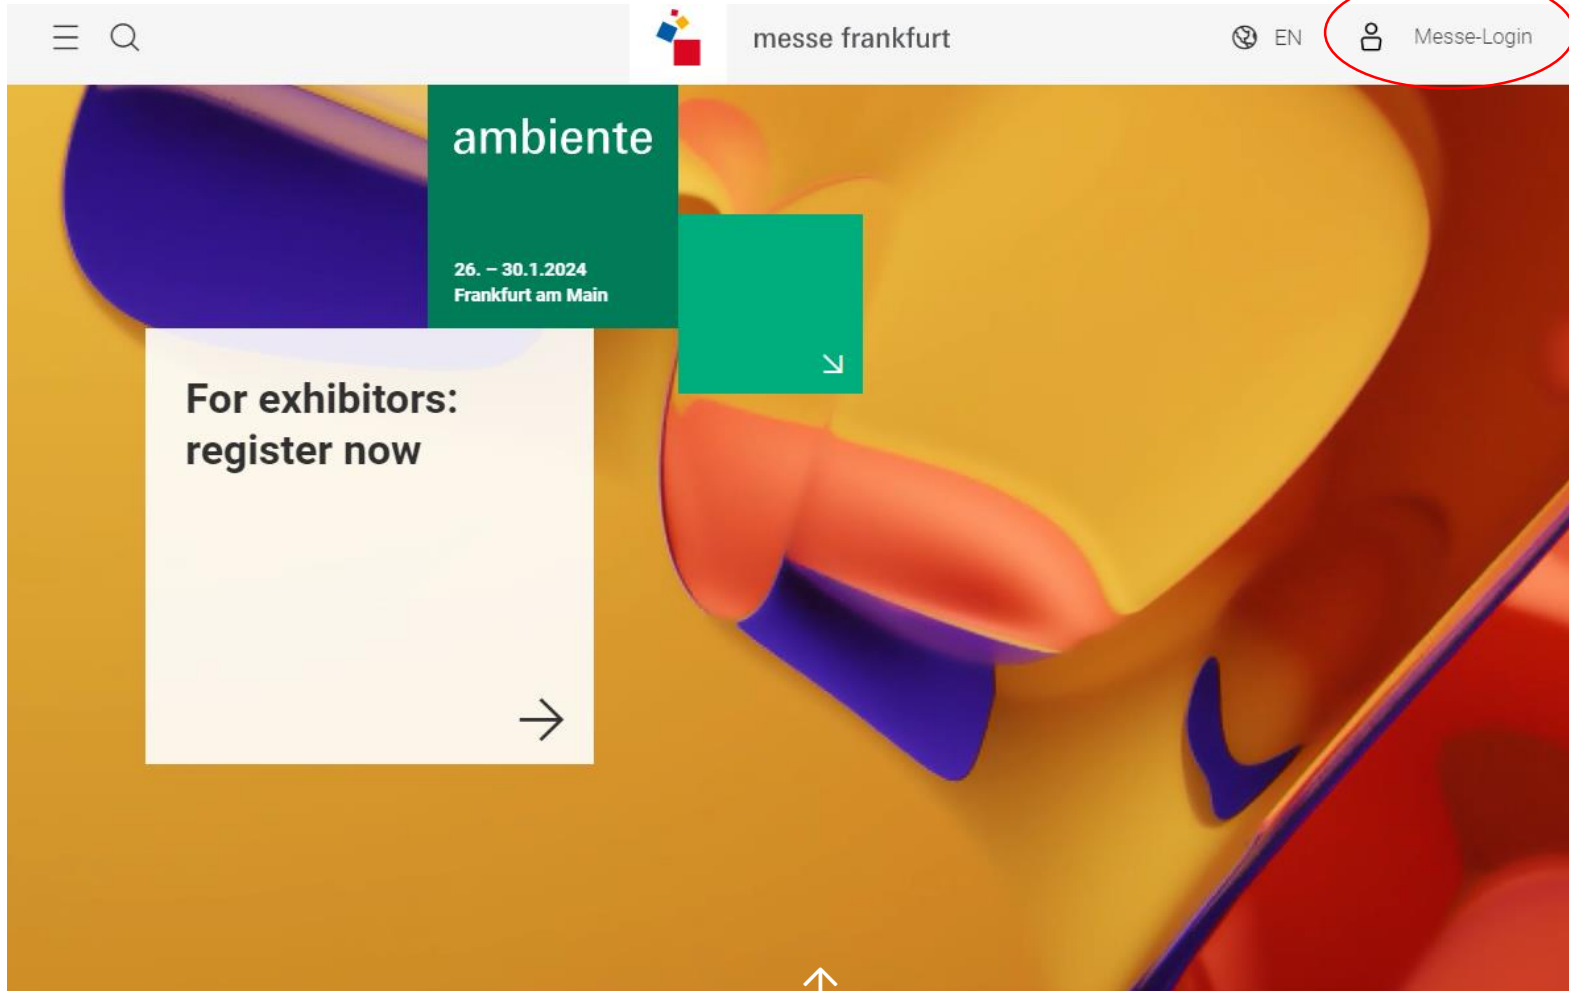 messe frankfurt
EN
Messe-Login
ambiente
26. – 30.1.2024
Frankfurt am Main
For exhibitors:
register now